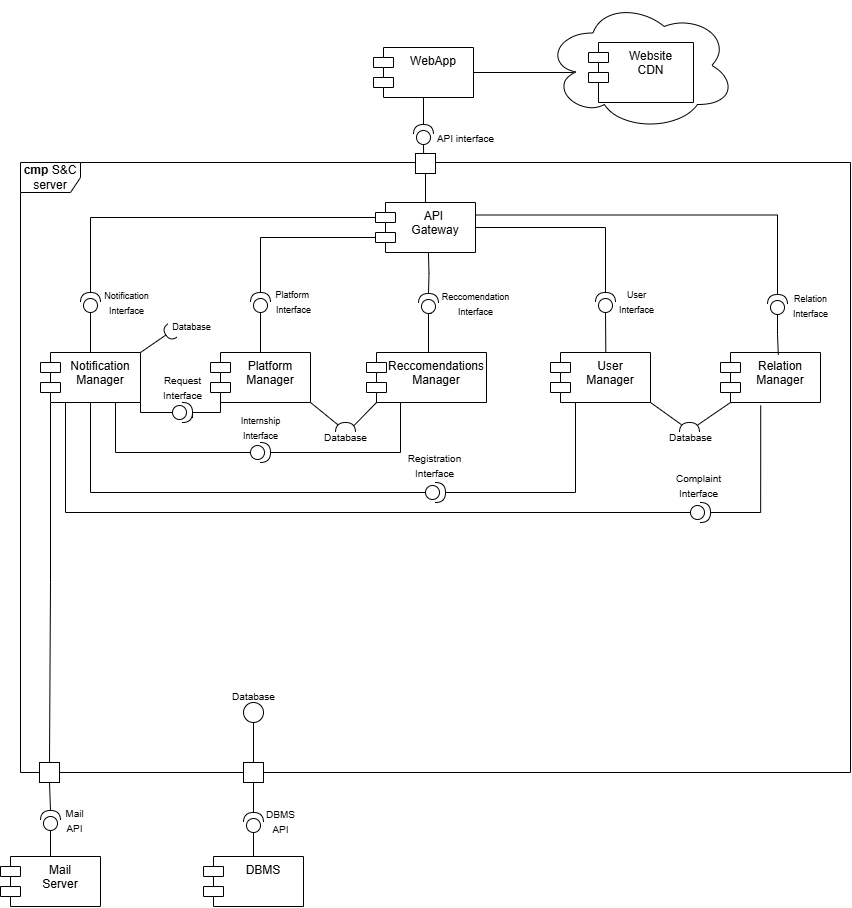 WebApp
Website
CDN
API interface
cmp S&C
server
API
Gateway
Notification
Interface
Platform
Interface
Reccomendation
Interface
User
Interface
Relation
Interface
Database
Notification
Manager
Platform
Manager
Reccomendations
Manager
User
Manager
Relation
Manager
Request
Interface
Internship
Interface
Database
Database
Registration
Interface
Complaint
Interface
Database
Mail
API
DBMS
API
Mail
Server
DBMS